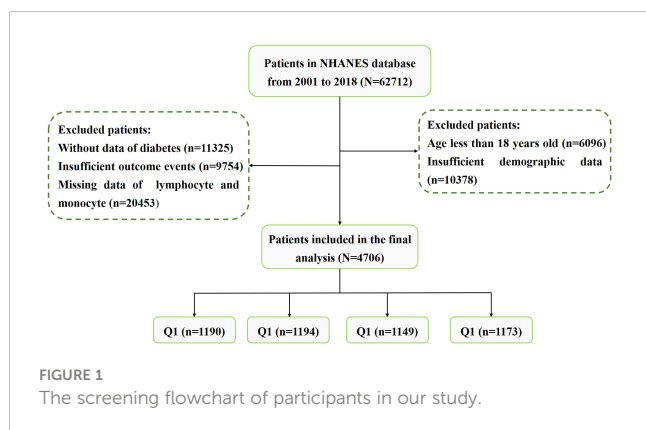 Patients in NHANES database
from 2001 to 2018 (N=62712)
Excluded patients:
Without data of diabetes (n=11325)
Insufficient outcome events (n=9754)
Missing data of lymphocyte and
monocyte (n=20453)
Excluded patients:
Age less than 18 years old (n=6096)
Insufficient demographic data
(n=10378)
Patients included in the final
analysis (N=4706)
Q1 (n=1190)
Q1 (n=1194)
Q1 (n=1149)
Q1 (n=1173)
FIGURE 1
The screening flowchart of participants in our study.